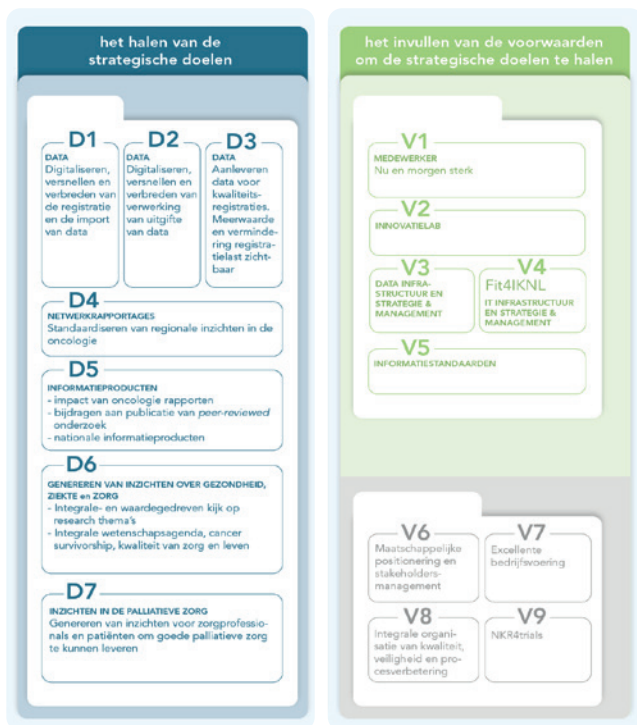 het halen van de
strategische doelen
D1
DATA
Digitaliseren,
versnellen en
verbreden van
de registratie
en de import
van data
D2
DATA
Digitaliseren,
versnellen en
verbreden van
verwerking
van uitgifte
van data
D3
DATA
Aanleveren
data voor
kwaliteits-
registraties.
Meerwaarde
en verminde-
ring registra-
tielast zicht-
baar
D4
NETWERKRAPPORTAGES
Standaardiseren van regionale inzichten in de
oncologie
D5
INFORMATIEPRODUCTEN
- impact van oncologie rapporten
- bijdragen aan publicatie van peer-reviewed
onderzoek
- nationale informatieproducten
D6
GENEREREN VAN INZICHTEN OVER GEZONDHEID,
ZIEKTE en ZORG
- Integrale- en waardegedreven kijk op
research thema's
- Integrale wetenschapsagenda, cancer
survivorship, kwaliteit van zorg en leven
D7
INZICHTEN IN DE PALLIATIEVE ZORG
Genereren van inzichten voor zorgprofessio-
nals en patiënten om goede palliatieve zorg
te kunnen leveren
het invullen van de voorwaarden
om de strategische doelen te halen
V1
MEDEWERKER
Nu en morgen sterk
V2
INNOVATIELAB
V3
DATA INFRA-
STRUCTUUR EN
STRATEGIE &
MANAGEMENT
V4
Fit4IKNL
IT INFRASTRUCTUUR
EN STRATEGIE &
MANAGEMENT
V5
INFORMATIESTANDAARDEN
V6
Maatschappelijke
positionering en
stakeholders-
management
V7
Excellente
bedrijfsvoering
V8
Integrale organi-
satie van kwaliteit,
veiligheid en pro-
cesverbetering
V9
NKR4trials